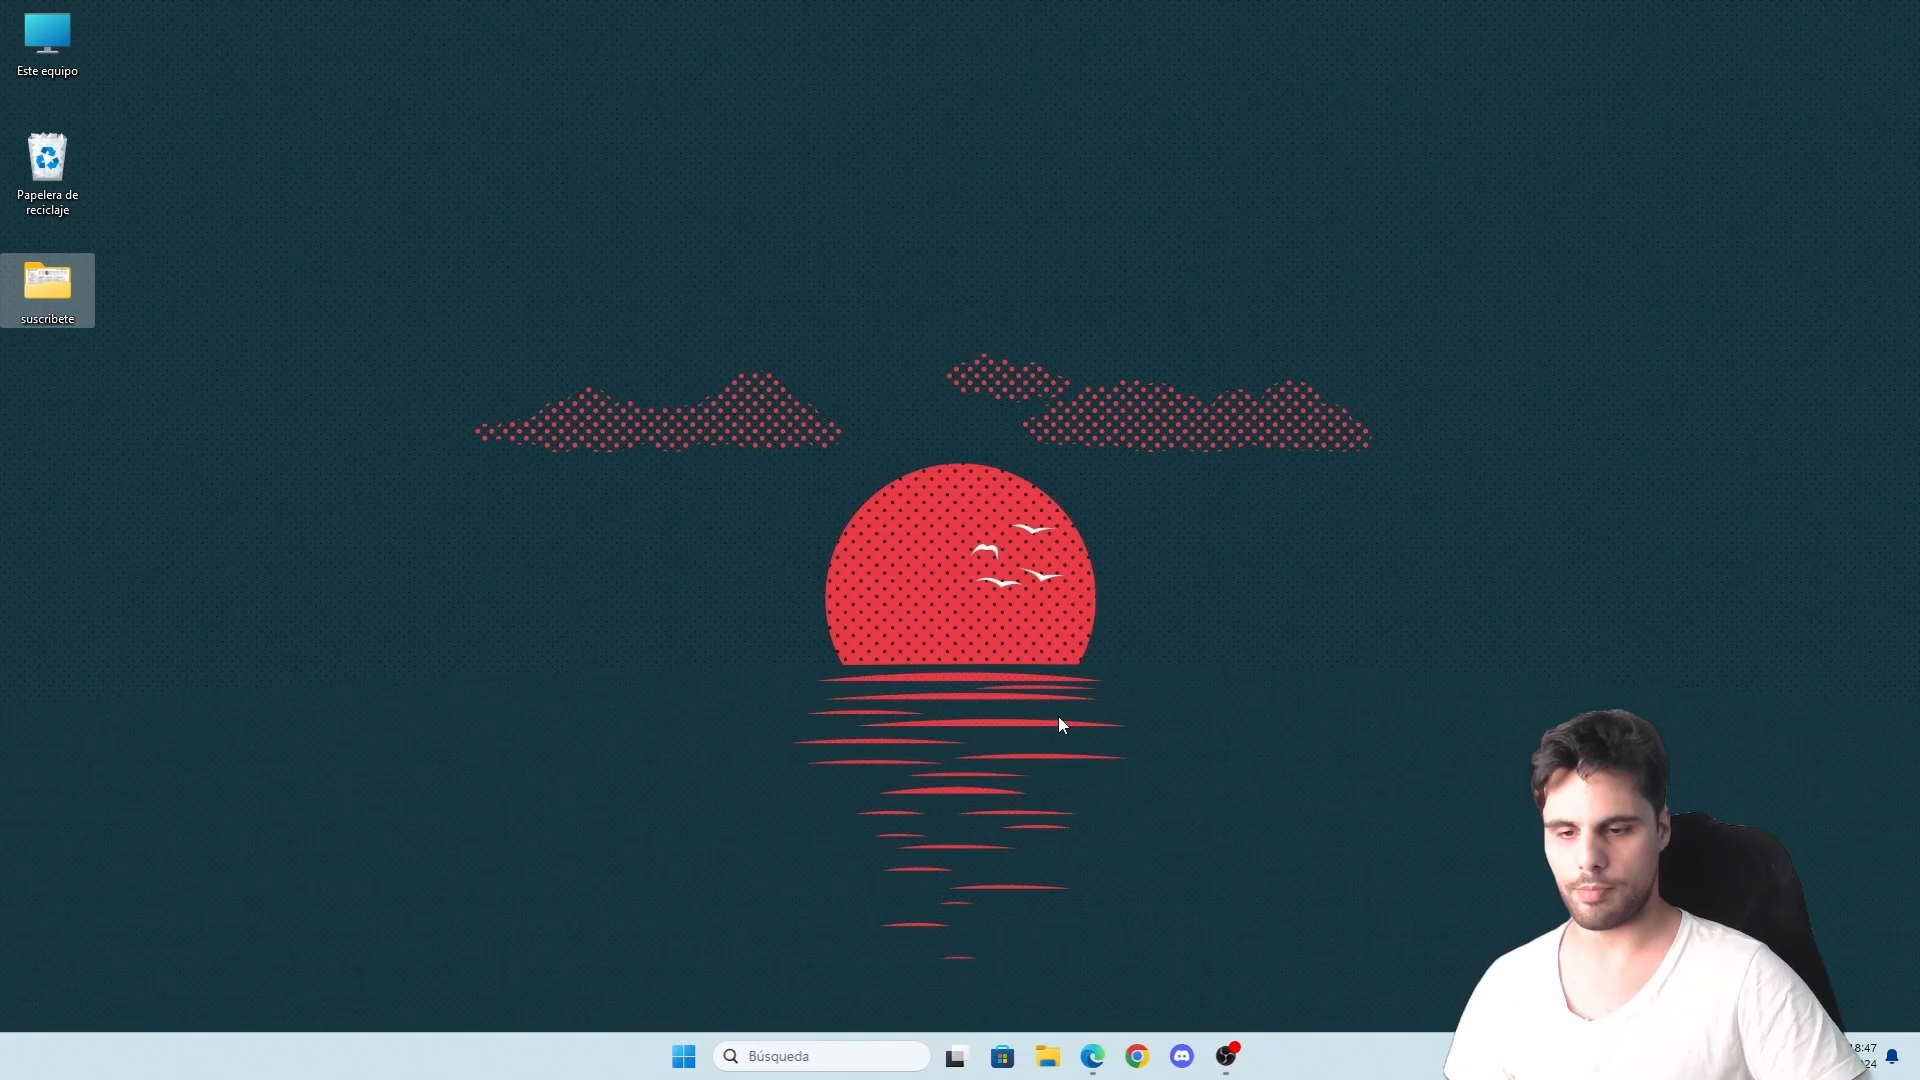 Este equipo
Papelera de
reciclaje
suscribete
Búsqueda
18:47